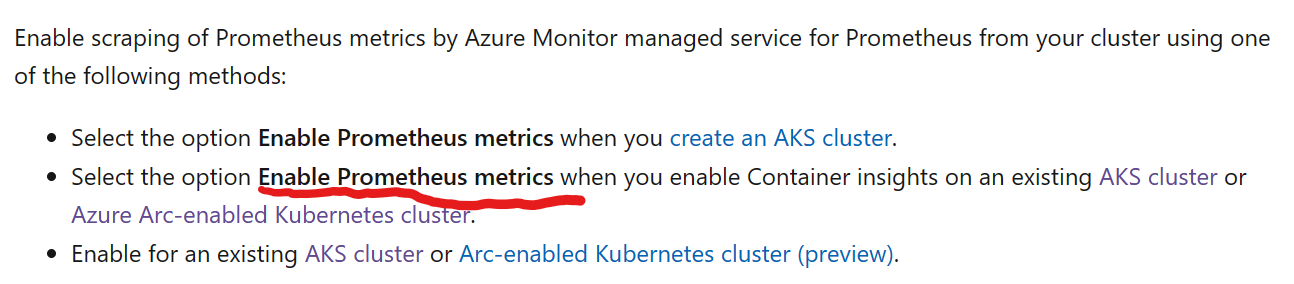 Enable scraping of Prometheus metrics by Azure Monitor managed service for Prometheus from your cluster using one
of the following methods:
• Select the option Enable Prometheus metrics when you create an AKS cluster.
• Select the option Enable Prometheus metrics when you enable Container insights on an existing AKS cluster or
Azure Arc-enabled Kubernetes cluster.
• Enable for an existing AKS cluster or Arc-enabled Kubernetes cluster (preview).